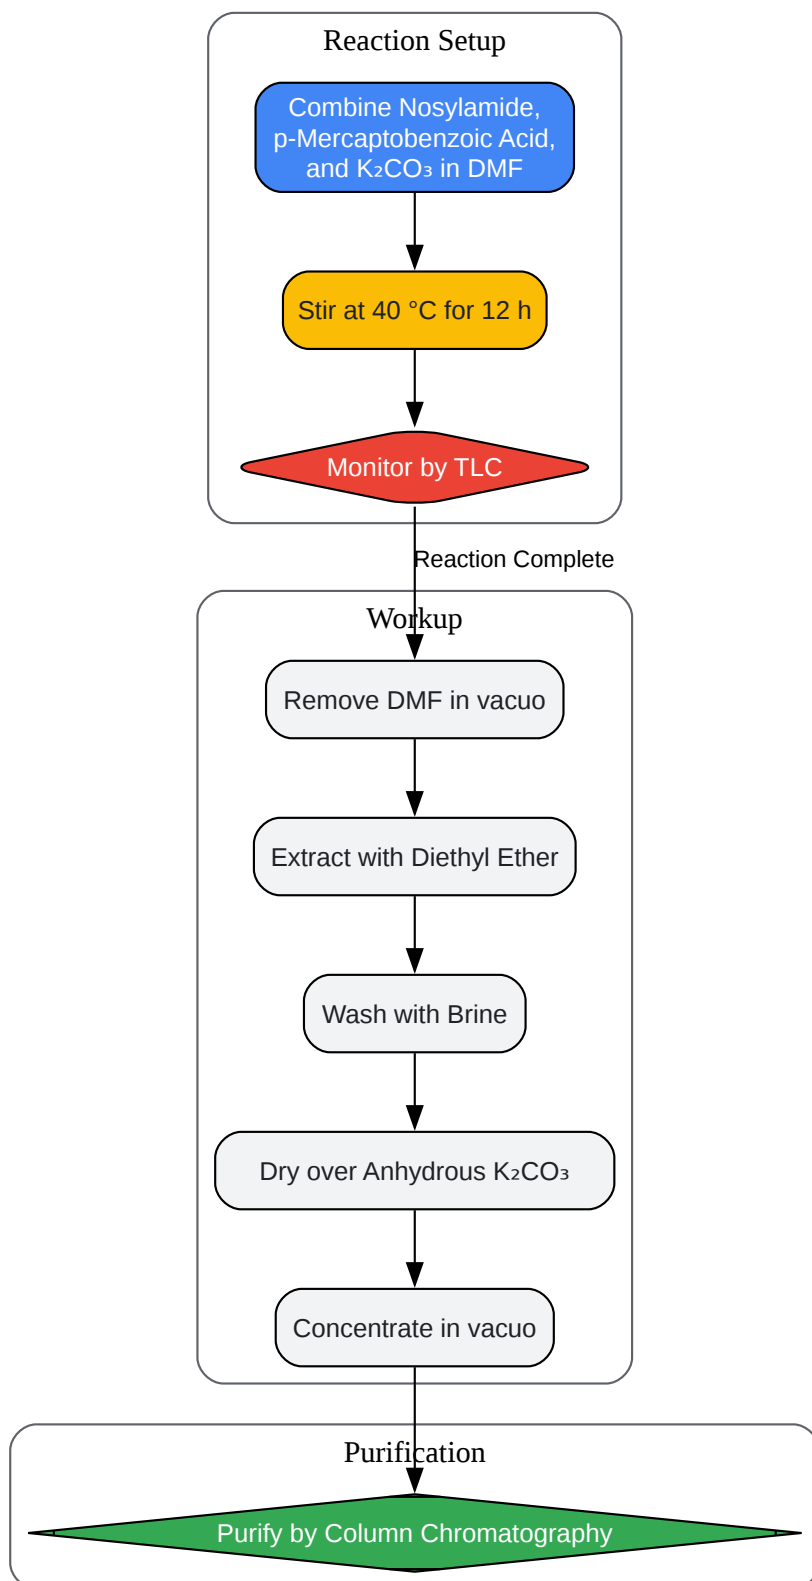 Reaction Setup
Combine Nosylamide,
p-Mercaptobenzoic Acid,
and K₂CO₃ in DMF
Stir at 40 °C for 12 h
Monitor by TLC
Reaction Complete
Workup
Remove DMF in vacuo
Extract with Diethyl Ether
Wash with Brine
Dry over Anhydrous K₂CO₃
Concentrate in vacuo
Purification
Purify by Column Chromatography